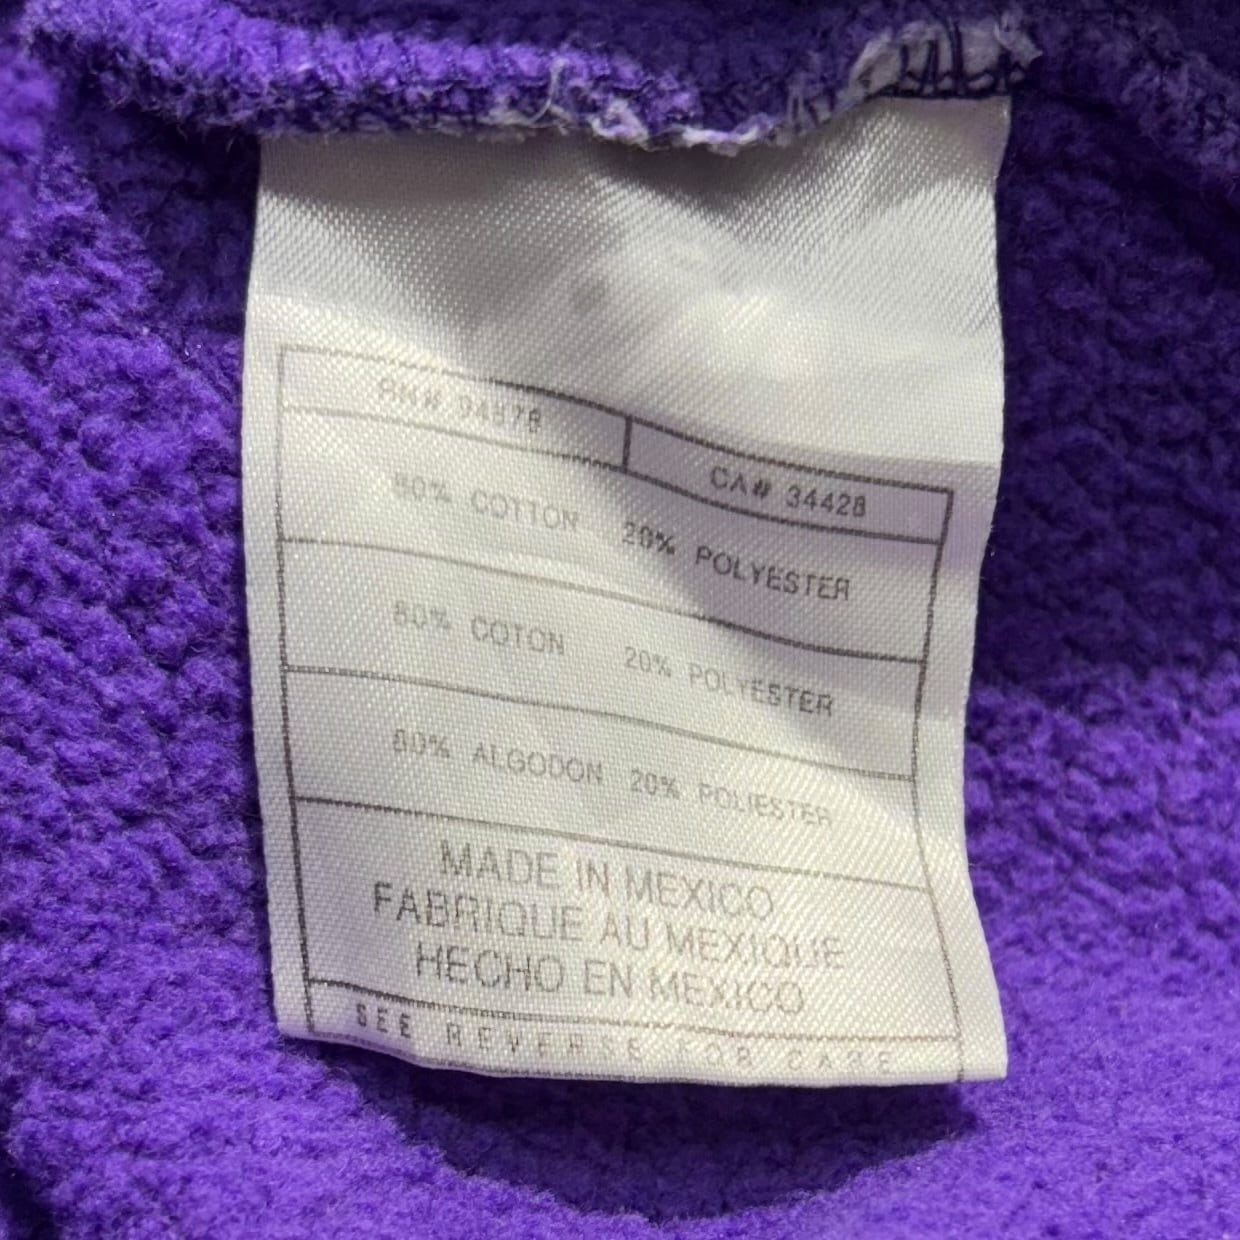 RN# 94878
CA# 34428
80% COTTON 20% POLYESTER
80% COTON 20% POLYESTER
80% ALGODON 20% POLIESTER
MADE IN MEXICO
FABRIQUE AU MEXIQUE
HECHO EN MEXICO
SEE REVERSE FOR CARE